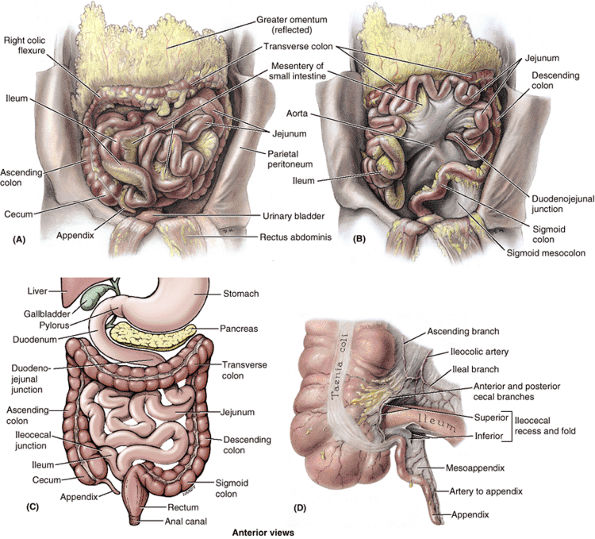 Greater omentum
(reflected)
Right colic
flexure
Transverse colon
Mesentery of
small intestine
Ileum
Jejunum
Parietal
peritoneum
Ascending
colon
Cecum
Appendix
Urinary bladder
Rectus abdominis
(A)
Jejunum
Descending
colon
Aorta
Ileum
Duodenojejunal
junction
Sigmoid
colon
Sigmoid mesocolon
(B)
Liver
Gallbladder
Pylorus
Duodenum
Duodeno-
jejunal
junction
Ascending
colon
Ileocecal
junction
Ileum
Cecum
Appendix
Stomach
Pancreas
Transverse
colon
Jejunum
Descending
colon
Sigmoid
colon
Rectum
Anal canal
(C)
Taenia coli
Ileum
Ascending branch
Ileocolic artery
Ileal branch
Anterior and posterior
cecal branches
Superior
Inferior
Ileocecal
recess and fold
Mesoappendix
Artery to appendix
Appendix
(D)
Anterior views